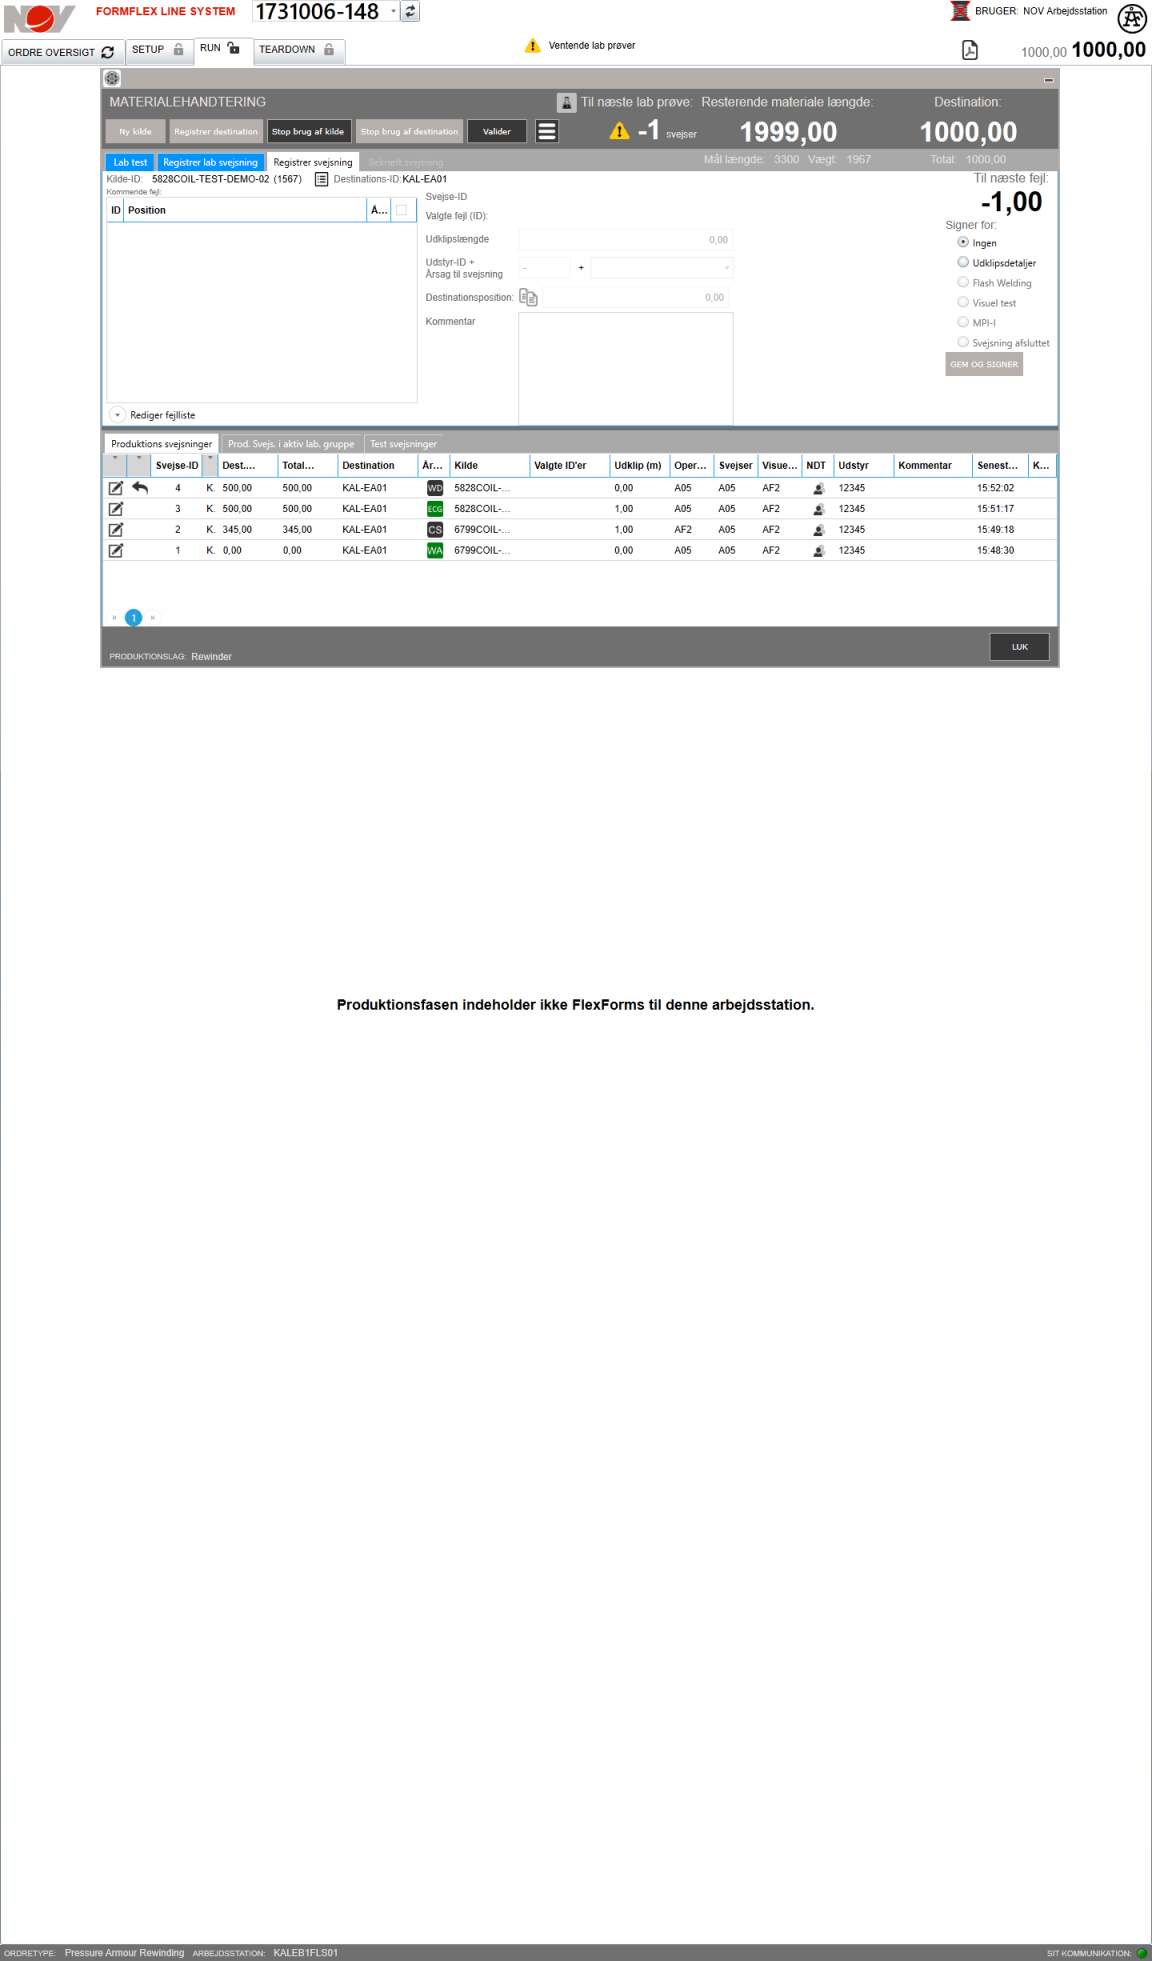 NOV FORMFLEX LINE SYSTEM 1731006-148 BRUGER: NOV Arbejdsstation
ORDRE OVERSIGT SETUP RUN TEARDOWN Ventende lab prøver 1000,00 1000,00
MATERIALEHANDTERING Til næste lab prøve: Resterende materiale længde: Destination:
Ny kilde Registrer destination Stop brug af kilde Stop brug af destination Valider -1 svejser 1999,00 1000,00
Lab test Registrer lab svejsning Registrer svejsning Bekræft svejsning Mål længde: 3300 Vægt: 1967 Total: 1000,00
Kilde-ID: 5828COIL-TEST-DEMO-02 (1567) Destinations-ID:KAL-EA01 Til næste fejl:
Kommende fejl:
-1,00
ID Position Å...
Svejse-ID
Valgte fejl (ID):
Udklipslængde 0,00
Udstyr-ID +
Årsag til svejsning - +
Destinationsposition: 0,00
Kommentar
Signer for:
Ingen
Udklipsdetaljer
Flash Welding
Visuel test
MPI-I
Svejsning afsluttet
GEM OG SIGNER
Rediger fejlliste
Produktions svejsninger Prod. Svejs. i aktiv lab. gruppe Test svejsninger
Svejse-ID Dest.... Total... Destination År... Kilde Valgte ID'er Udklip (m) Oper... Svejser Visue... NDT Udstyr Kommentar Senest... K...
4 K. 500,00 500,00 KAL-EA01 WD 5828COIL-... 0,00 A05 A05 AF2 12345 15:52:02
3 K. 500,00 500,00 KAL-EA01 ECG 5828COIL-... 1,00 A05 A05 AF2 12345 15:51:17
2 K. 345,00 345,00 KAL-EA01 CS 6799COIL-... 1,00 AF2 A05 AF2 12345 15:49:18
1 K. 0,00 0,00 KAL-EA01 WA 6799COIL-... 0,00 A05 A05 AF2 12345 15:48:30
1
PRODUKTIONSLAG: Rewinder LUK
Produktionsfasen indeholder ikke FlexForms til denne arbejdsstation.
ORDRETYPE: Pressure Armour Rewinding ARBEJDSSTATION: KALEB1FLS01 SIT KOMMUNIKATION: